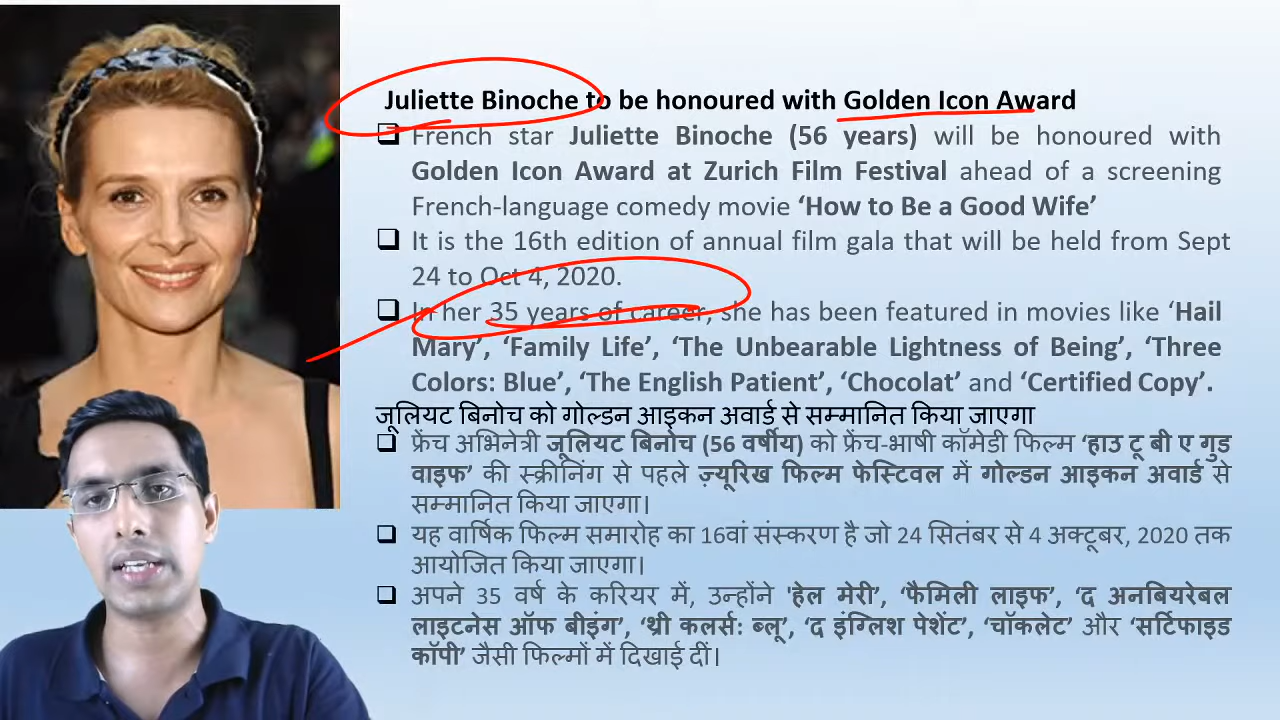 Juliette Binoche to be honoured with Golden Icon Award
French star Juliette Binoche (56 years) will be honoured with
Golden Icon Award at Zurich Film Festival ahead of a screening
French-language comedy movie ‘How to Be a Good Wife’
It is the 16th edition of annual film gala that will be held from Sept
24 to Oct 4, 2020.
In her 35 years of career, she has been featured in movies like ‘Hail
Mary’, ‘Family Life’, ‘The Unbearable Lightness of Being’, ‘Three
Colors: Blue’, ‘The English Patient’, ‘Chocolat’ and ‘Certified Copy’.
जूलियट बिनोच को गोल्डन आइकन अवार्ड से सम्मानित किया जाएगा
फ्रेंच अभिनेत्री जूलियट बिनोच (56 वर्षीय) को फ्रेंच-भाषी कॉमेडी फिल्म ‘हाउ टू बी ए गुड
वाइफ’ की स्क्रीनिंग से पहले ज़्यूरिख फिल्म फेस्टिवल में गोल्डन आइकन अवार्ड से
सम्मानित किया जाएगा।
यह वार्षिक फिल्म समारोह का 16वां संस्करण है जो 24 सितंबर से 4 अक्टूबर, 2020 तक
आयोजित किया जाएगा।
अपने 35 वर्ष के करियर में, उन्होंने 'हेल मेरी’, ‘फैमिली लाइफ’, ‘द अनबियरेबल
लाइटनेस ऑफ बीइंग’, ‘थ्री कलर्स: ब्लू’, ‘द इंग्लिश पेशेंट’, ‘चॉकलेट’ और ‘सर्टिफाइड
कॉपी’ जैसी फिल्मों में दिखाई दीं।